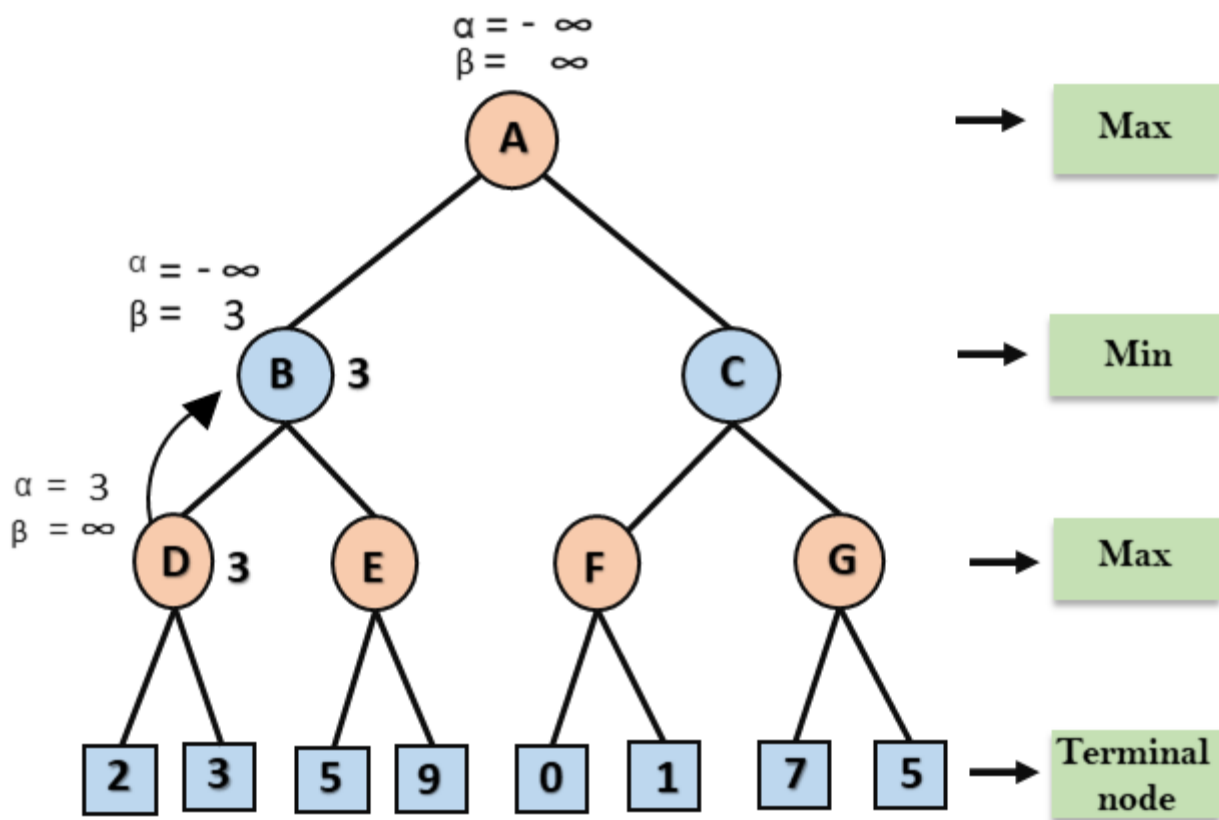 α = - ∞
β = ∞
A
Max
α = - ∞
β = 3
B
3
C
Min
α = 3
β = ∞
D
3
E
F
G
Max
2
3
5
9
0
1
7
5
Terminal
node